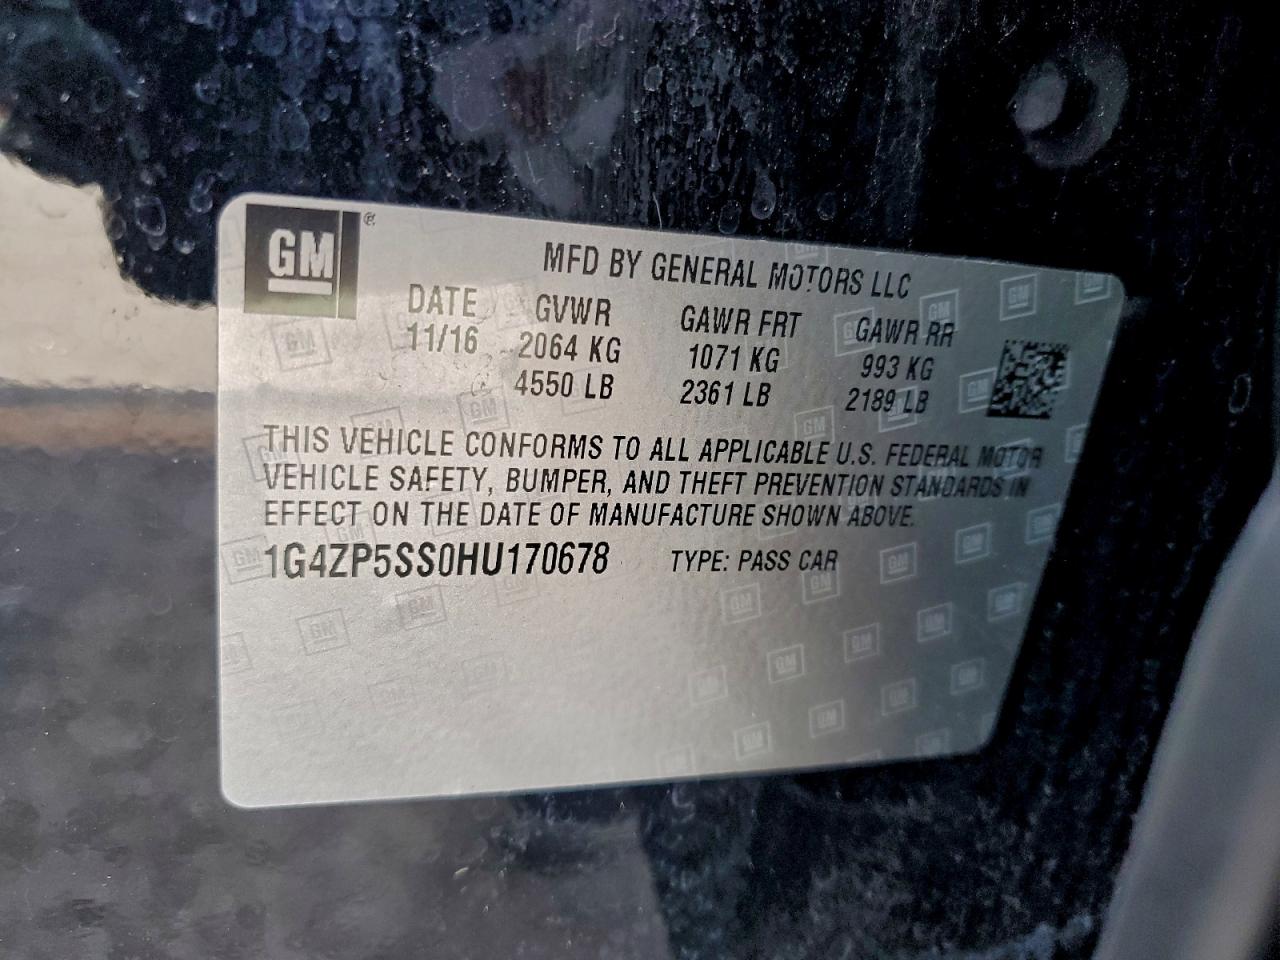 GM ®
MFD BY GENERAL MOTORS LLC
DATE GVWR GAWR FRT GAWR RR
11/16 2064 KG 1071 KG 993 KG
4550 LB 2361 LB 2189 LB
THIS VEHICLE CONFORMS TO ALL APPLICABLE U.S. FEDERAL MOTOR
VEHICLE SAFETY, BUMPER, AND THEFT PREVENTION STANDARDS IN
EFFECT ON THE DATE OF MANUFACTURE SHOWN ABOVE.
1G4ZP5SS0HU170678 TYPE: PASS CAR